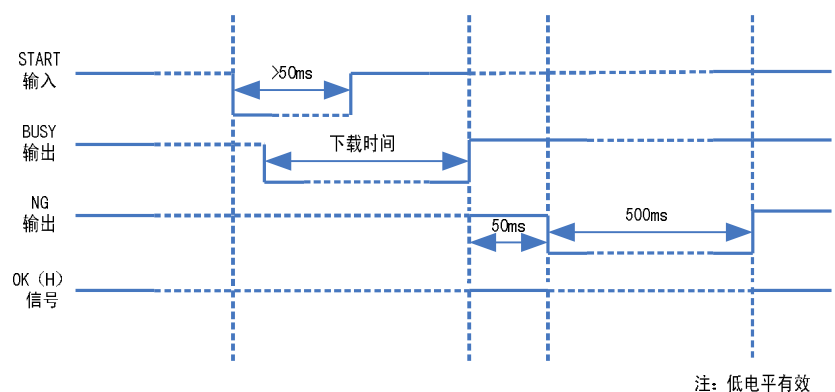 START
输入
>50ms
BUSY
输出
下载时间
NG
输出
50ms
500ms
OK（H）
信号
注：低电平有效